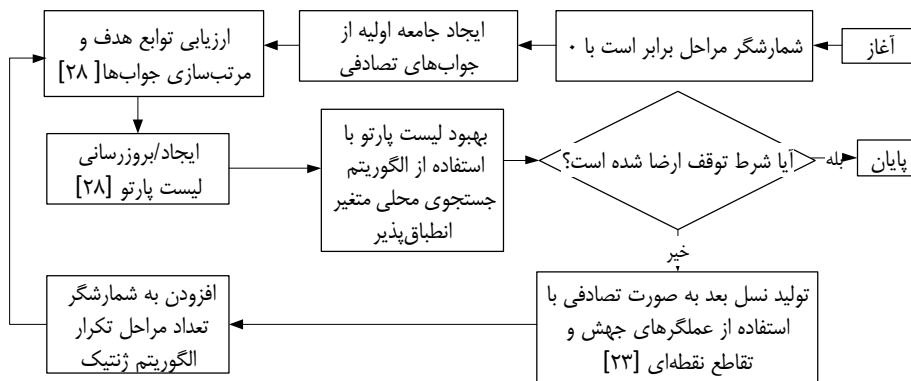 آغاز
شمارشگر مراحل برابر است با ۰
ایجاد جامعه اولیه از
جواب‌های تصادفی
ارزیابی توابع هدف و
مرتب‌سازی جواب‌ها[ ۲۸]
ایجاد/بروزرسانی
لیست پارتو [۲۸]
بهبود لیست پارتو با
استفاده از الگوریتم
جستجوی محلی متغیر
انطباق‌پذیر
آیا شرط توقف ارضا شده است؟
بله
پایان
خیر
تولید نسل بعد به صورت تصادفی با
استفاده از عملگرهای جهش و
تقاطع نقطه‌ای [۲۳]
افزودن به شمارشگر
تعداد مراحل تکرار
الگوریتم ژنتیک